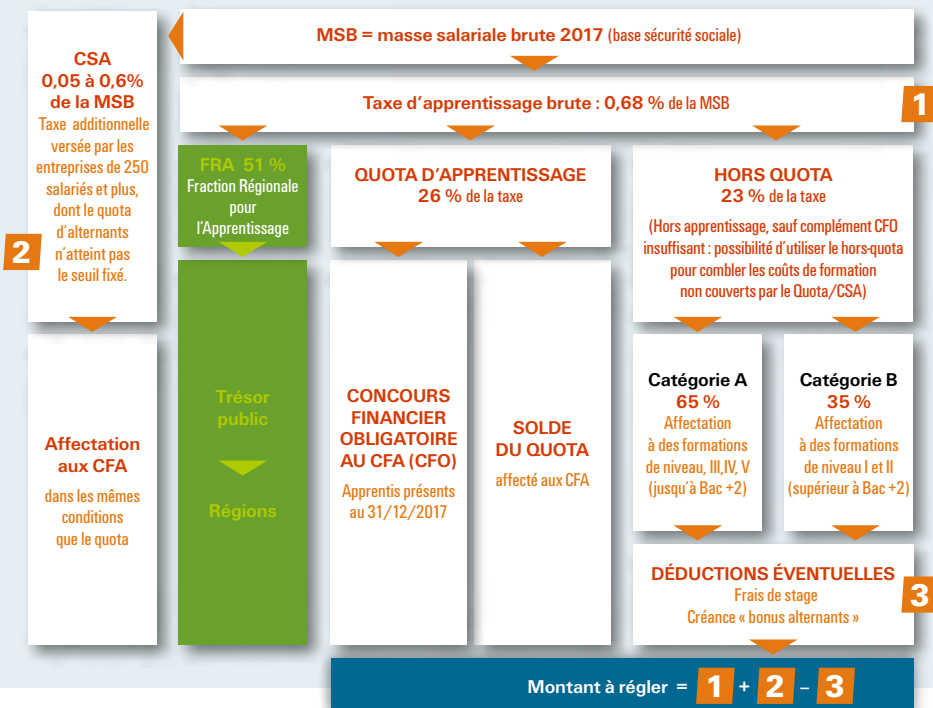 MSB = masse salariale brute 2017 (base sécurité sociale)
CSA
0,05 à 0,6%
de la MSB
Taxe additionnelle
versée par les
entreprises de 250
salariés et plus,
dont le quota
d'alternants
n'atteint pas
le seuil fixé.
2
Taxe d'apprentissage brute : 0,68 % de la MSB
1
FRA 51 %
Fraction Régionale
pour
l'Apprentissage
QUOTA D'APPRENTISSAGE
26 % de la taxe
HORS QUOTA
23 % de la taxe
(Hors apprentissage, sauf complément CFO
insuffisant : possibilité d'utiliser le hors-quota
pour combler les coûts de formation
non couverts par le Quota/CSA)
Affectation
aux CFA
dans les mêmes
conditions
que le quota
Trésor
public
Régions
CONCOURS
FINANCIER
OBLIGATOIRE
AU CFA (CFO)
Apprentis présents
au 31/12/2017
SOLDE
DU QUOTA
affecté aux CFA
Catégorie A
65 %
Affectation
à des formations
de niveau, III,IV, V
(jusqu'à Bac +2)
Catégorie B
35 %
Affectation
à des formations
de niveau I et II
(supérieur à Bac +2)
DÉDUCTIONS ÉVENTUELLES
Frais de stage
Créance « bonus alternants »
3
Montant à régler = 1 + 2 – 3